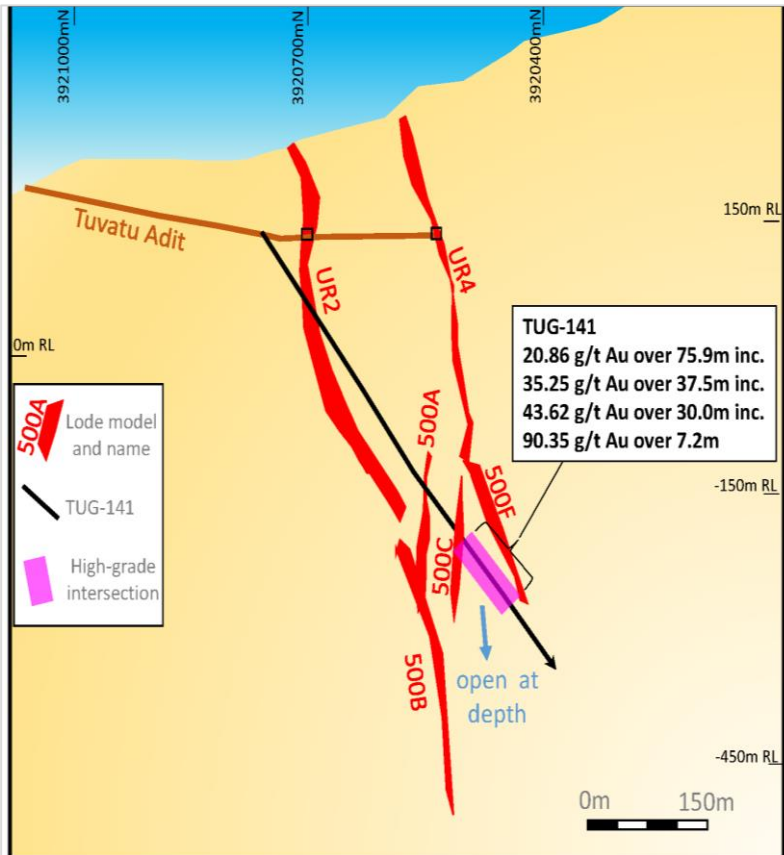 3921000mN
3920700mN
3920400mN
150m RL
Tuvatu Adit
UR2
UR4
TUG-141
20.86 g/t Au over 75.9m inc.
35.25 g/t Au over 37.5m inc.
43.62 g/t Au over 30.0m inc.
90.35 g/t Au over 7.2m
0m RL
500A
Lode model
and name
TUG-141
High-grade
intersection
500A
500F
500C
500B
-150m RL
open at
depth
-450m RL
0m
150m